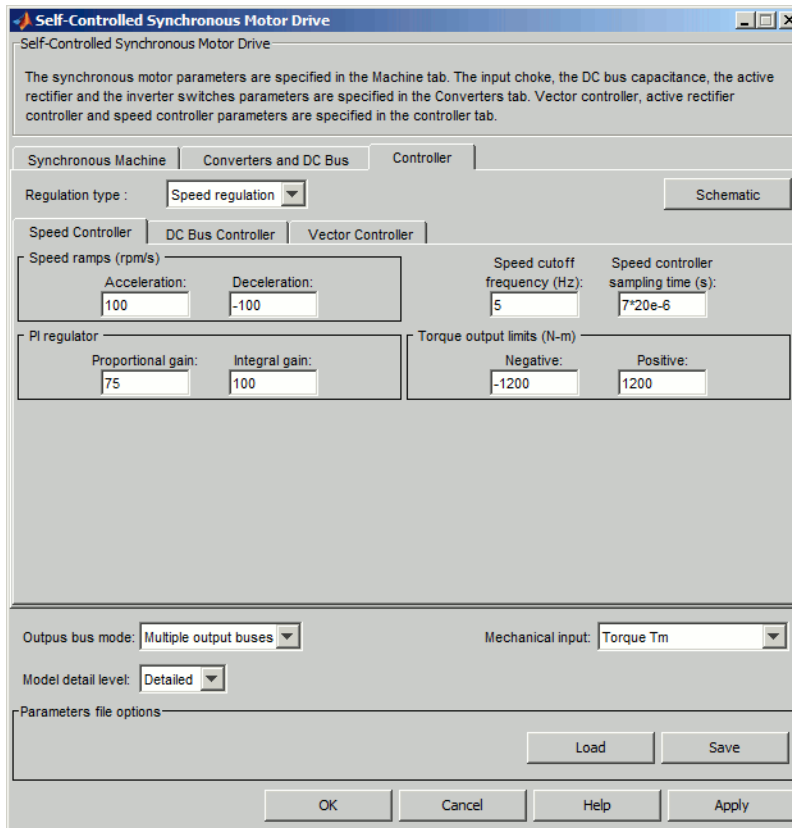 Self-Controlled Synchronous Motor Drive
Self-Controlled Synchronous Motor Drive
The synchronous motor parameters are specified in the Machine tab. The input choke, the DC bus capacitance, the active
rectifier and the inverter switches parameters are specified in the Converters tab. Vector controller, active rectifier
controller and speed controller parameters are specified in the controller tab.
Synchronous Machine Converters and DC Bus Controller
Regulation type : Speed regulation Schematic
Speed Controller DC Bus Controller Vector Controller
Speed ramps (rpm/s)
Acceleration: Deceleration:
100 -100
Speed cutoff frequency (Hz):
5
Speed controller sampling time (s):
7*20e-6
PI regulator
Proportional gain: Integral gain:
75 100
Torque output limits (N-m)
Negative: Positive:
-1200 1200
Outpus bus mode: Multiple output buses Mechanical input: Torque Tm
Model detail level: Detailed
Parameters file options
Load Save
OK Cancel Help Apply